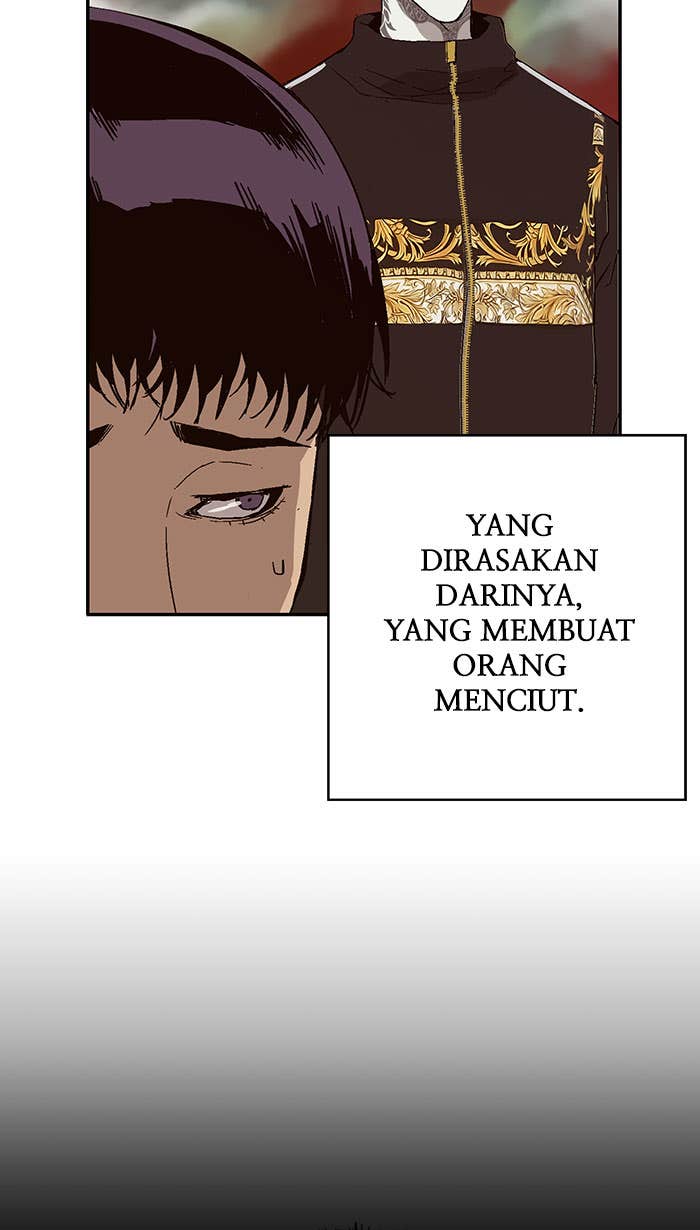 YANG
DIRASAKAN
DARINYA,
YANG MEMBUAT
ORANG
MENCIUT.